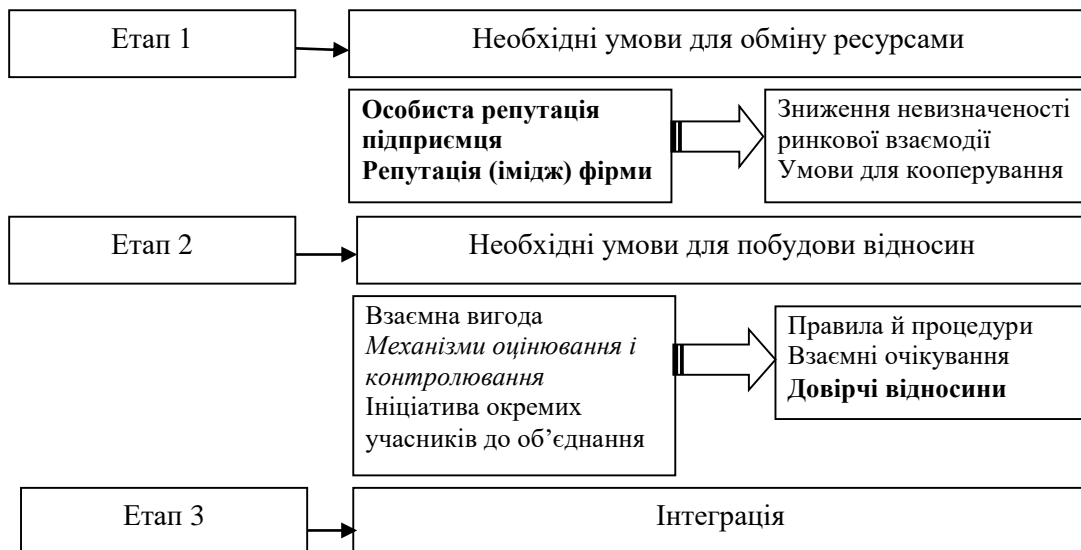 Етап 1
Необхідні умови для обміну ресурсами
Особиста репутація
підприємця
Репутація (імідж) фірми
Зниження невизначеності
ринкової взаємодії
Умови для кооперування
Етап 2
Необхідні умови для побудови відносин
Взаємна вигода
Механізми оцінювання і
контролювання
Ініціатива окремих
учасників до об’єднання
Правила й процедури
Взаємні очікування
Довірчі відносини
Етап 3
Інтеграція